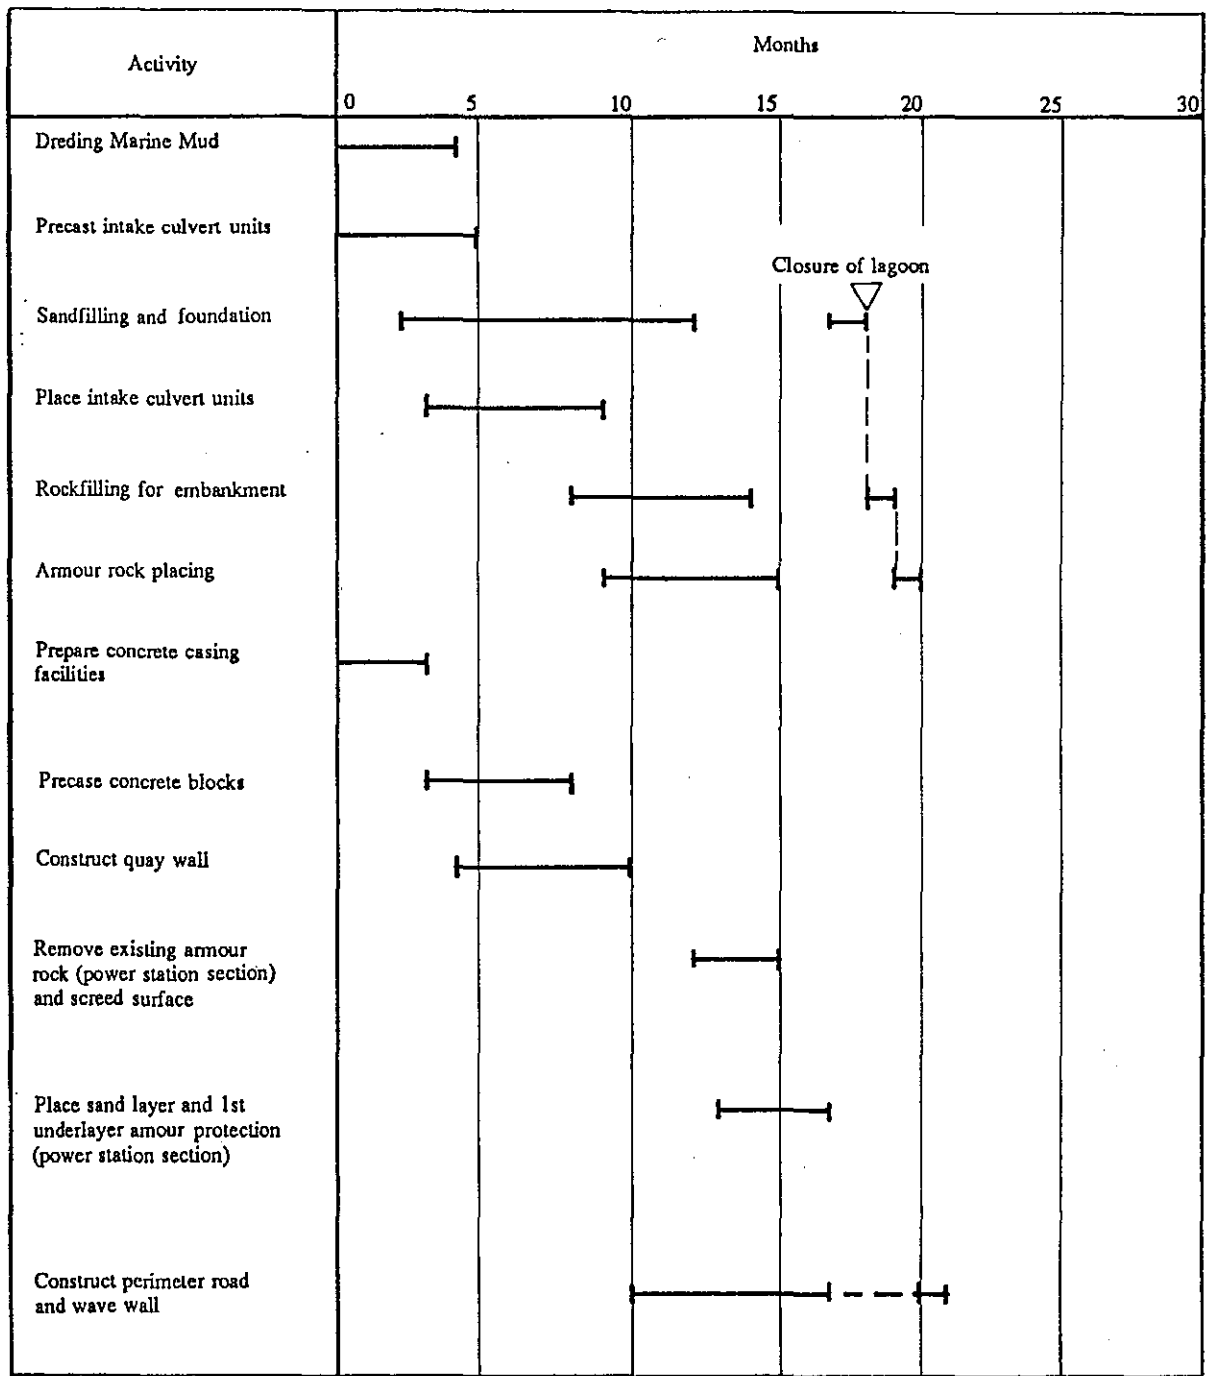 Activity
Months
0 5 10 15 20 25 30
Dreding Marine Mud
Precast intake culvert units
Closure of lagoon
Sandfilling and foundation
Place intake culvert units
Rockfilling for embankment
Armour rock placing
Prepare concrete casing
facilities
Precase concrete blocks
Construct quay wall
Remove existing armour
rock (power station section)
and screed surface
Place sand layer and 1st
underlayer amour protection
(power station section)
Construct perimeter road
and wave wall